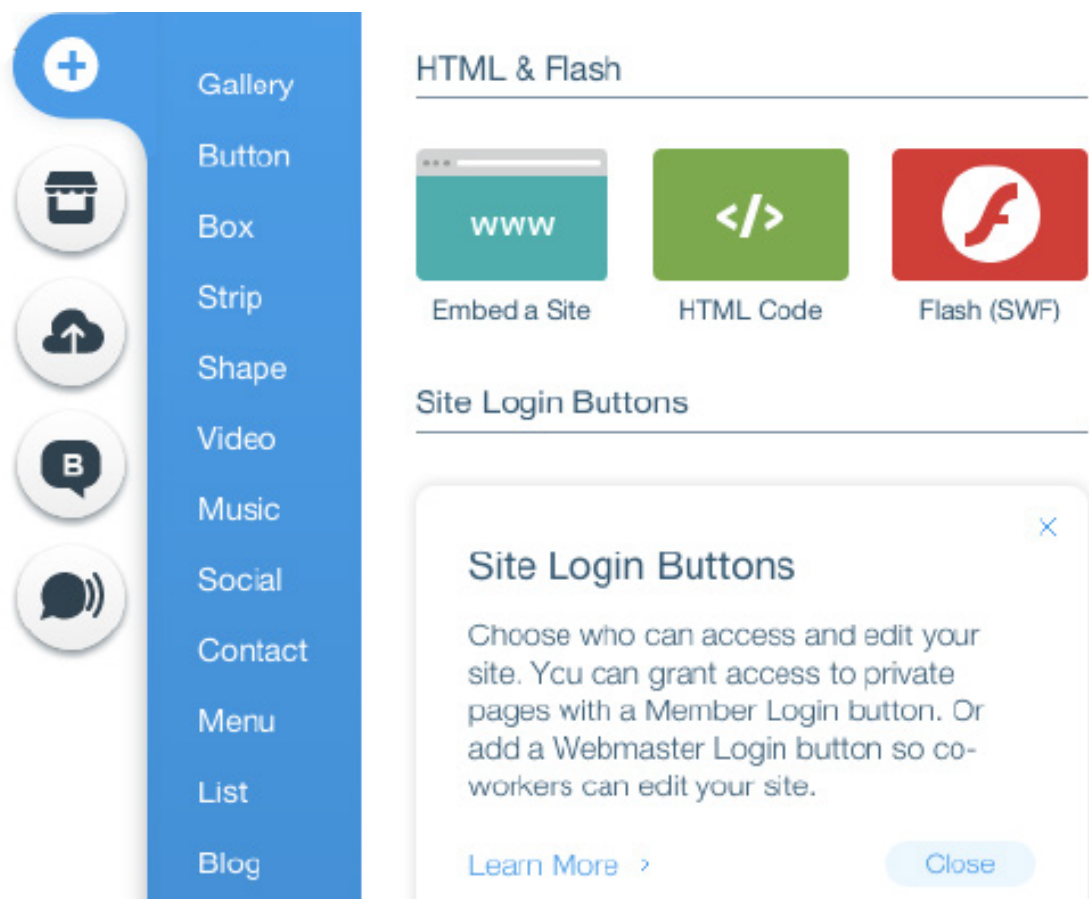 Gallery
Button
Box
Strip
Shape
Video
Music
Social
Contact
Menu
List
Blog
B
HTML & Flash
www
</>
Embed a Site
HTML Code
Flash (SWF)
Site Login Buttons
Site Login Buttons
Choose who can access and edit your
site. You can grant access to private
pages with a Member Login button. Or
add a Webmaster Login button so co-
workers can edit your site.
Learn More >
Close